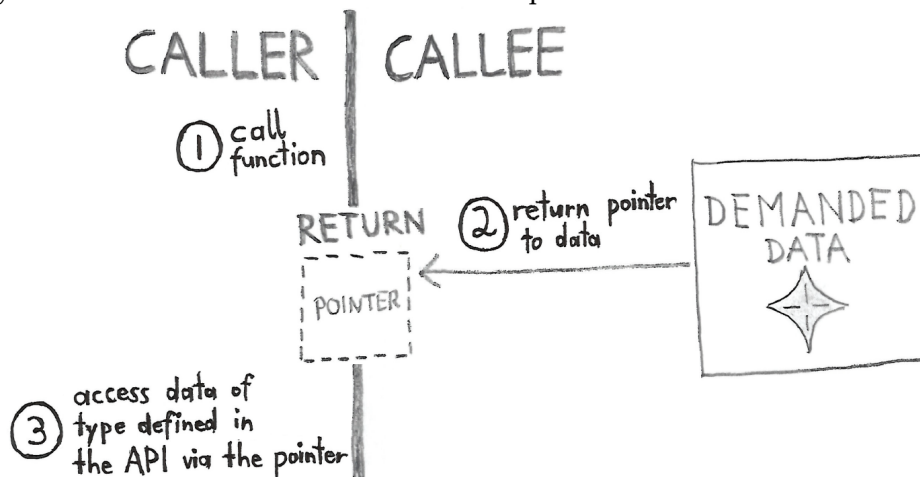 CALLER
CALLEE
1 call
function
RETURN
POINTER
2 return pointer
to data
DEMANDED
DATA
3 access data of
type defined in
the API via the pointer